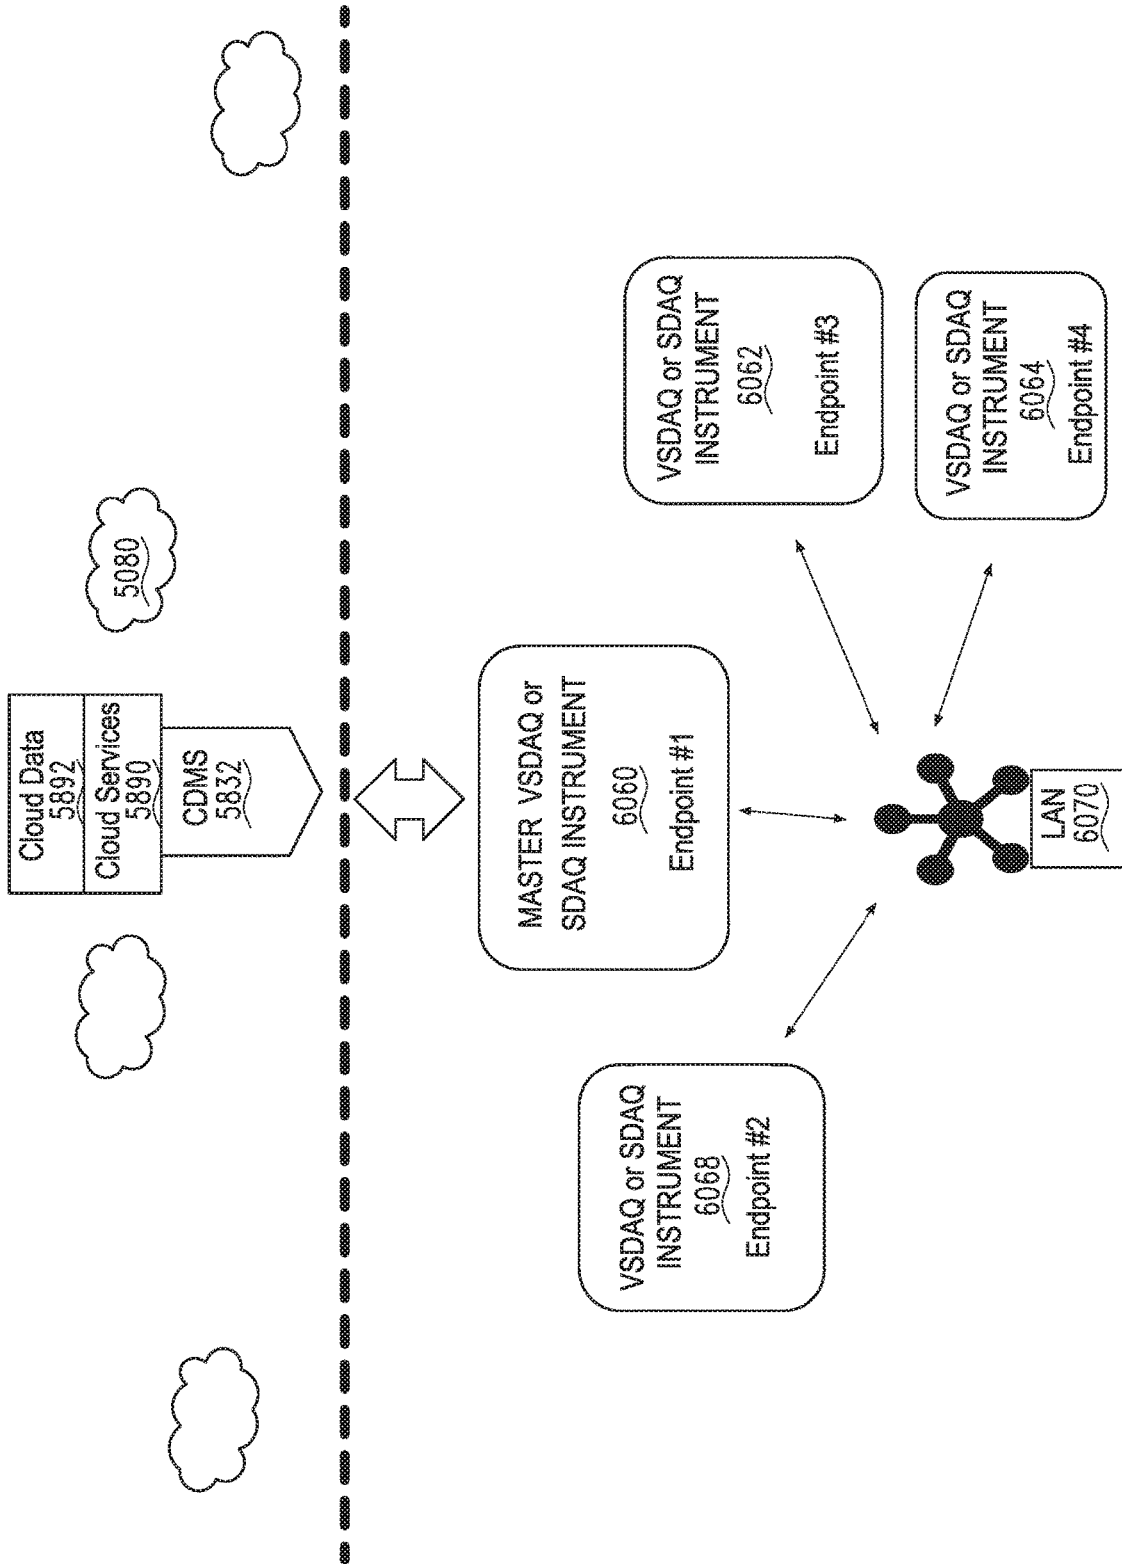 Cloud Data
5892
Cloud Services
5890
CDMS
5832
5080
MASTER VSDAQ or
SDAQ INSTRUMENT
6060
Endpoint #1
VSDAQ or SDAQ
INSTRUMENT
6068
Endpoint #2
VSDAQ or SDAQ
INSTRUMENT
6062
Endpoint #3
VSDAQ or SDAQ
INSTRUMENT
6064
Endpoint #4
LAN
6070